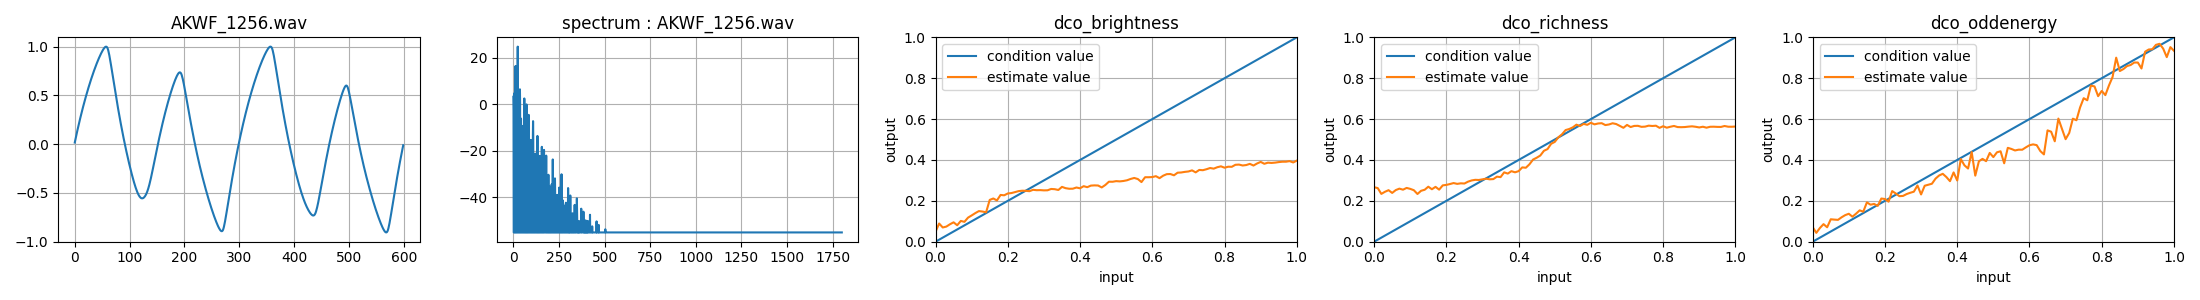 AKWF_1256.wav
1.0
0.5
0.0
−0.5
−1.0
0 100 200 300 400 500 600
spectrum : AKWF_1256.wav
20
0
−20
−40
0 250 500 750 1000 1250 1500 1750
dco_brightness
condition value
estimate value
output
1.0
0.8
0.6
0.4
0.2
0.0
0.0 0.2 0.4 0.6 0.8 1.0
input
dco_richness
condition value
estimate value
output
1.0
0.8
0.6
0.4
0.2
0.0
0.0 0.2 0.4 0.6 0.8 1.0
input
dco_oddenergy
condition value
estimate value
output
1.0
0.8
0.6
0.4
0.2
0.0
0.0 0.2 0.4 0.6 0.8 1.0
input